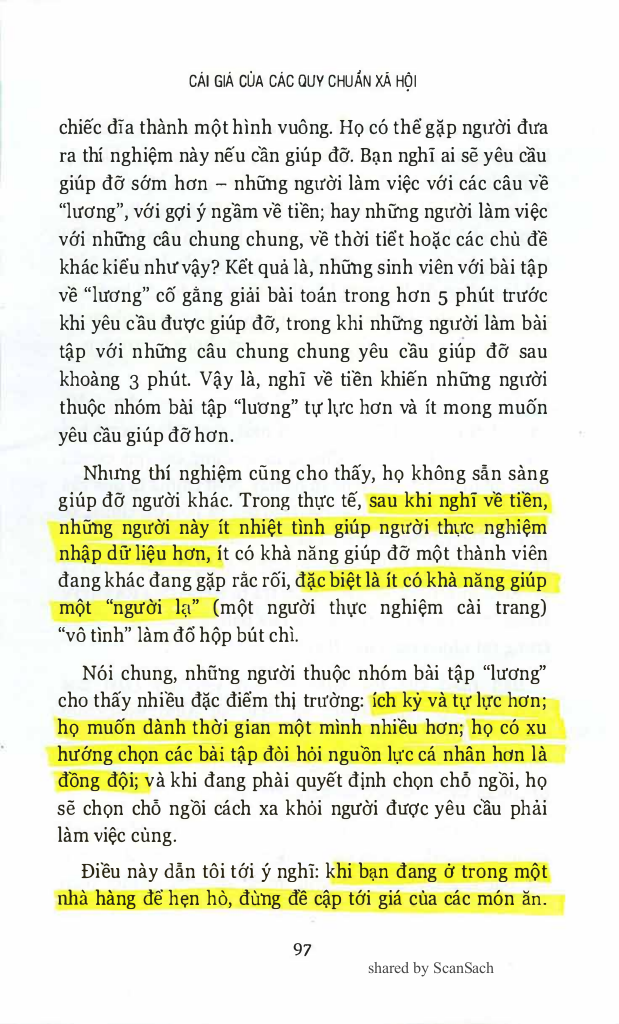 CÁI GIÁ CỦA CÁC QUY CHUẨN XÃ HỘI
chiếc đĩa thành một hình vuông. Họ có thể gặp người đưa
ra thí nghiệm này nếu cần giúp đỡ. Bạn nghĩ ai sẽ yêu cầu
giúp đỡ sớm hơn – những người làm việc với các câu về
“lương”, với gợi ý ngầm về tiền; hay những người làm việc
với những câu chung chung, về thời tiết hoặc các chủ đề
khác kiểu như vậy? Kết quả là, những sinh viên với bài tập
về “lương” cố gắng giải bài toán trong hơn 5 phút trước
khi yêu cầu được giúp đỡ, trong khi những người làm bài
tập với những câu chung chung yêu cầu giúp đỡ sau
khoảng 3 phút. Vậy là, nghĩ về tiền khiến những người
thuộc nhóm bài tập “lương” tự lực hơn và ít mong muốn
yêu cầu giúp đỡ hơn.
Nhưng thí nghiệm cũng cho thấy, họ không sẵn sàng
giúp đỡ người khác. Trong thực tế, sau khi nghĩ về tiền,
những người này ít nhiệt tình giúp người thực nghiệm
nhập dữ liệu hơn, ít có khả năng giúp đỡ một thành viên
đang khác đang gặp rắc rối, đặc biệt là ít có khả năng giúp
một “người lạ” (một người thực nghiệm cải trang)
“vô tình” làm đổ hộp bút chì.
Nói chung, những người thuộc nhóm bài tập “lương”
cho thấy nhiều đặc điểm thị trường: ích kỷ và tự lực hơn;
họ muốn dành thời gian một mình nhiều hơn; họ có xu
hướng chọn các bài tập đòi hỏi nguồn lực cá nhân hơn là
đồng đội; và khi đang phải quyết định chọn chỗ ngồi, họ
sẽ chọn chỗ ngồi cách xa khỏi người được yêu cầu phải
làm việc cùng.
Điều này dẫn tôi tới ý nghĩ: khi bạn đang ở trong một
nhà hàng để hẹn hò, đừng đề cập tới giá của các món ăn.
97
shared by ScanSach